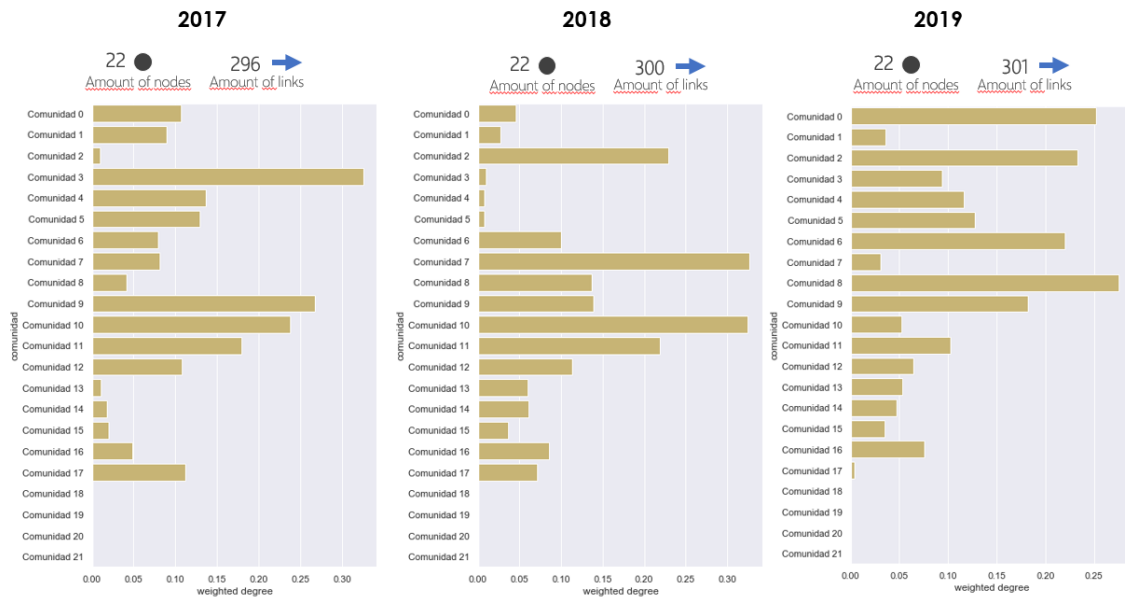 2017
22
Amount of nodes
296
Amount of links
comunidad
Comunidad 0
Comunidad 1
Comunidad 2
Comunidad 3
Comunidad 4
Comunidad 5
Comunidad 6
Comunidad 7
Comunidad 8
Comunidad 9
Comunidad 10
Comunidad 11
Comunidad 12
Comunidad 13
Comunidad 14
Comunidad 15
Comunidad 16
Comunidad 17
Comunidad 18
Comunidad 19
Comunidad 20
Comunidad 21
0.00 0.05 0.10 0.15 0.20 0.25 0.30
weighted degree
2018
22
Amount of nodes
300
Amount of links
comunidad
Comunidad 0
Comunidad 1
Comunidad 2
Comunidad 3
Comunidad 4
Comunidad 5
Comunidad 6
Comunidad 7
Comunidad 8
Comunidad 9
Comunidad 10
Comunidad 11
Comunidad 12
Comunidad 13
Comunidad 14
Comunidad 15
Comunidad 16
Comunidad 17
Comunidad 18
Comunidad 19
Comunidad 20
Comunidad 21
0.00 0.05 0.10 0.15 0.20 0.25 0.30
weighted degree
2019
22
Amount of nodes
301
Amount of links
comunidad
Comunidad 0
Comunidad 1
Comunidad 2
Comunidad 3
Comunidad 4
Comunidad 5
Comunidad 6
Comunidad 7
Comunidad 8
Comunidad 9
Comunidad 10
Comunidad 11
Comunidad 12
Comunidad 13
Comunidad 14
Comunidad 15
Comunidad 16
Comunidad 17
Comunidad 18
Comunidad 19
Comunidad 20
Comunidad 21
0.00 0.05 0.10 0.15 0.20 0.25
weighted degree